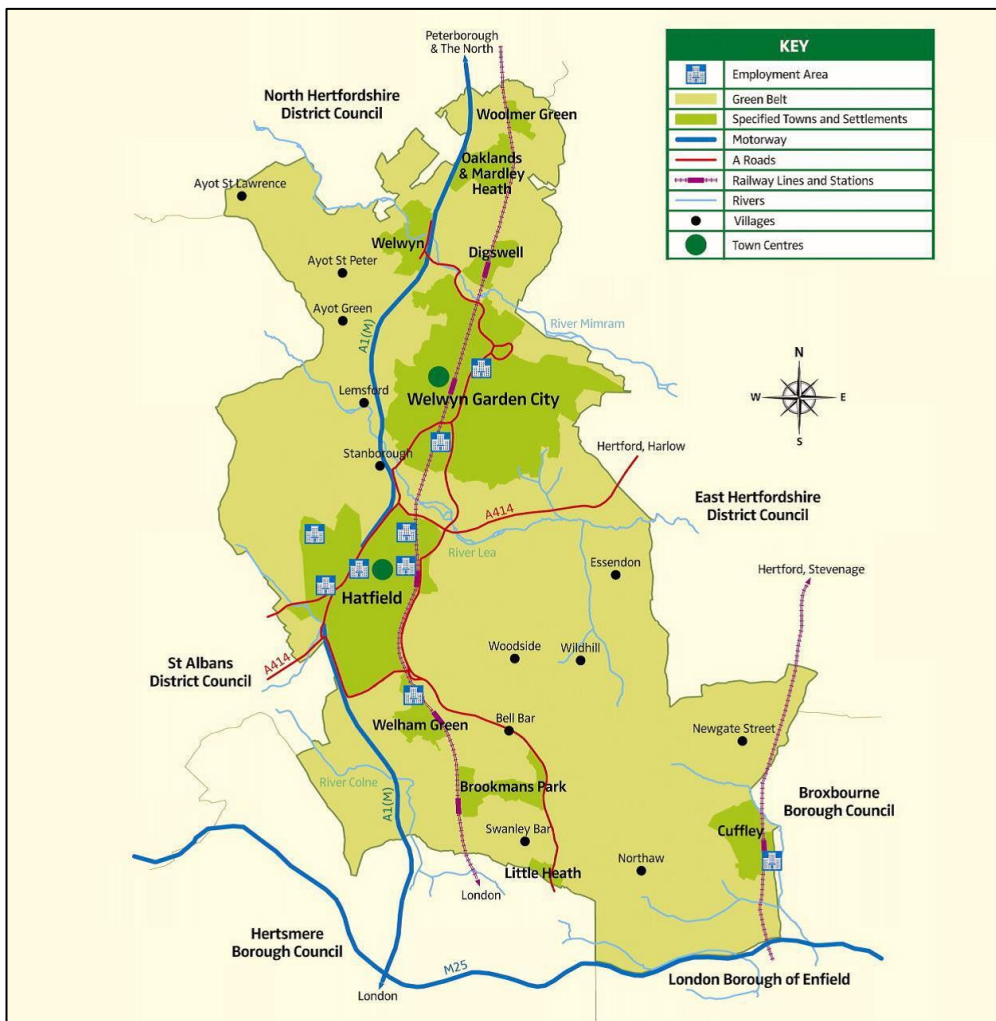 Peterborough
& The North
KEY
Employment Area
Green Belt
Specified Towns and Settlements
Motorway
A Roads
Railway Lines and Stations
Rivers
Villages
Town Centres
North Hertfordshire
District Council
Woolmer Green
Oaklands
& Mardley
Heath
Ayot St Lawrence
Welwyn
Digswell
Ayot St Peter
Ayot Green
River Mimram
A1(M)
Lemsford
Welwyn Garden City
N
W
E
S
Stanborough
Hertford, Harlow
A414
East Hertfordshire
District Council
River Lea
Essendon
Hertford, Stevenage
Hatfield
Woodside
Wildhill
St Albans
District Council
A414
Welham Green
Bell Bar
Newgate Street
River Colne
A1(M)
Brookmans Park
Broxbourne
Borough Council
Swanley Bar
Cuffley
Little Heath
Northaw
London
Hertsmere
Borough Council
M25
London
London Borough of Enfield